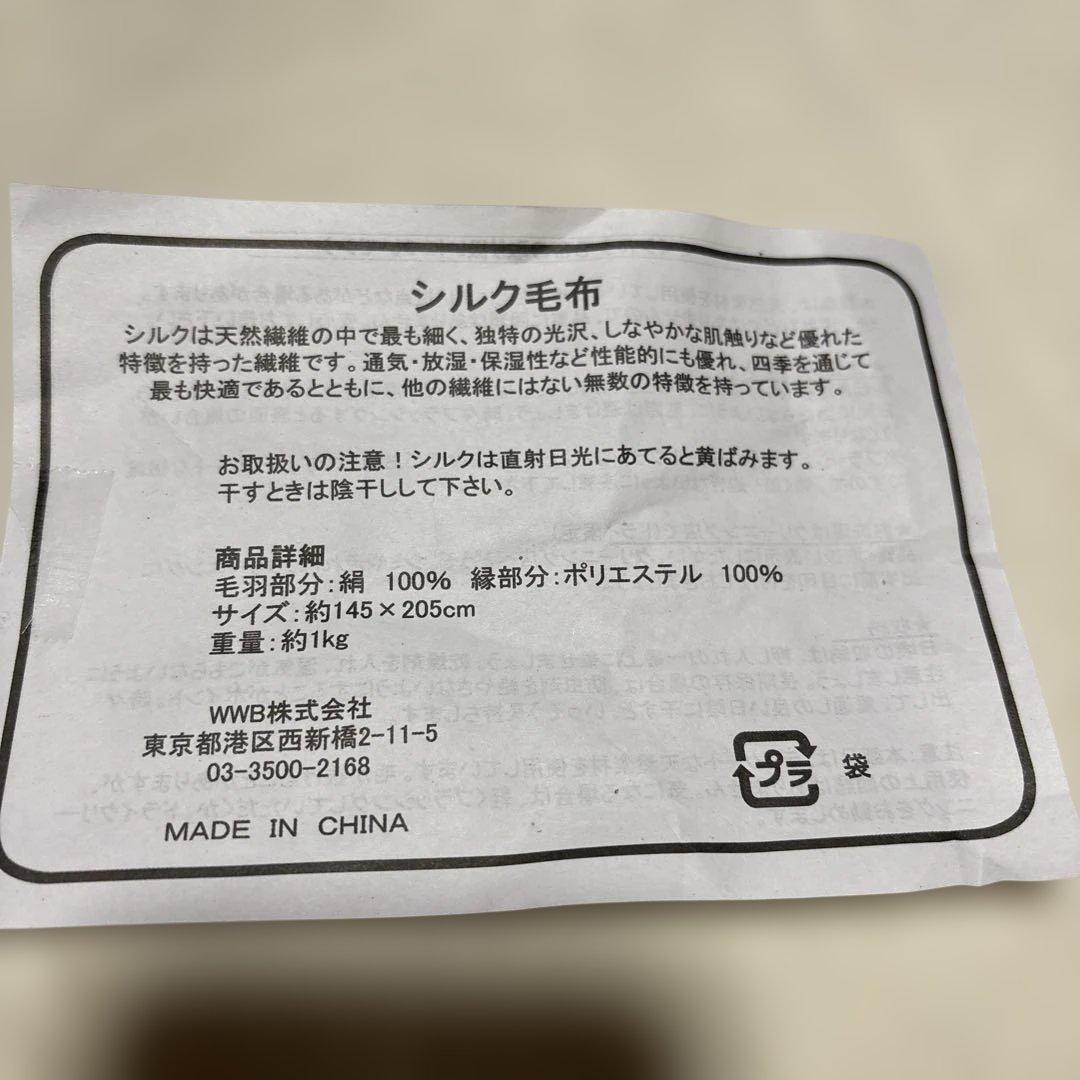 シルク毛布
シルクは天然繊維の中で最も細く、独特の光沢、しなやかな肌触りなど優れた
特徴を持った繊維です。通気・放湿・保湿性など性能的にも優れ、四季を通じて
最も快適であるとともに、他の繊維にはない無数の特徴を持っています。
お取扱いの注意！シルクは直射日光にあてると黄ばみます。
干すときは陰干しして下さい。
商品詳細
毛羽部分：絹 100% 縁部分：ポリエステル 100%
サイズ：約145×205cm
重量：約1kg
WWB株式会社
東京都港区西新橋2-11-5
03-3500-2168
プラ 袋
MADE IN CHINA